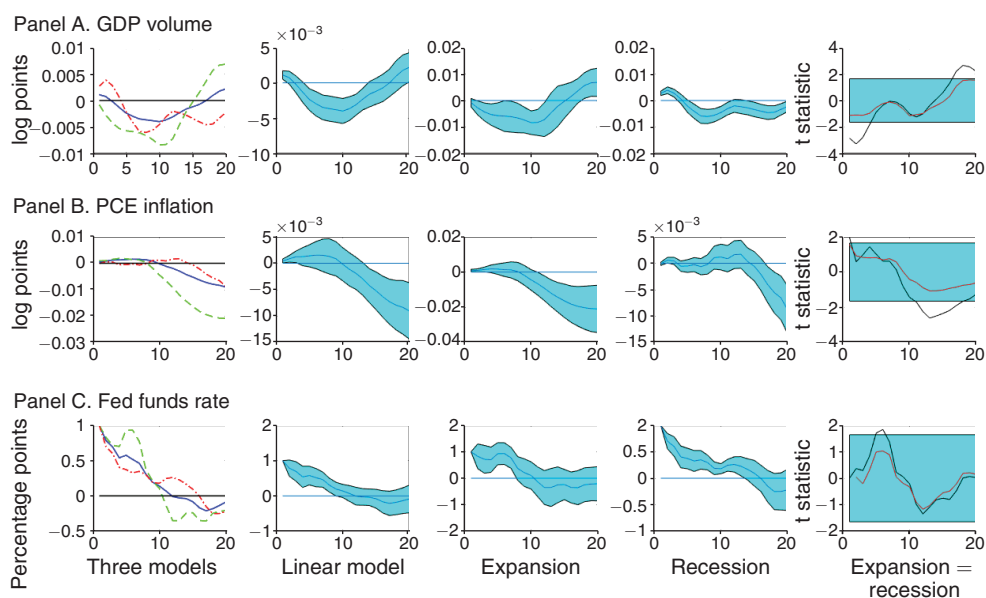 Panel A. GDP volume
×10⁻³
0.01 5 0.02 0.02 4
0.005 0.01 0.01 2
0 0 0 0 0
−0.005 −5 −0.01 −0.01 −2
−0.01 −10 −0.02 −0.02 −4
0 5 10 15 20 0 10 20 0 10 20 0 10 20 0 10 20
log points t statistic
Panel B. PCE inflation
×10⁻³ ×10⁻³
0.01 5 0.02 5 2
0 0 0 0 0
−0.01 −5 −0.02 −5 −2
−0.02 −10 −10
−0.03 −15 −0.04 −15 −4
0 10 20 0 10 20 0 10 20 0 10 20 0 10 20
log points t statistic
Panel C. Fed funds rate
1 2 2 2 2
0.5 1 1 0.5 1
0 0 0 0 0
−0.5 1 −1 −0.5 −1
−2 −1 −2
0 10 20 0 10 20 0 10 20 0 10 20 0 10 20
Percentage points t statistic
Three models Linear model Expansion Recession Expansion =
recession